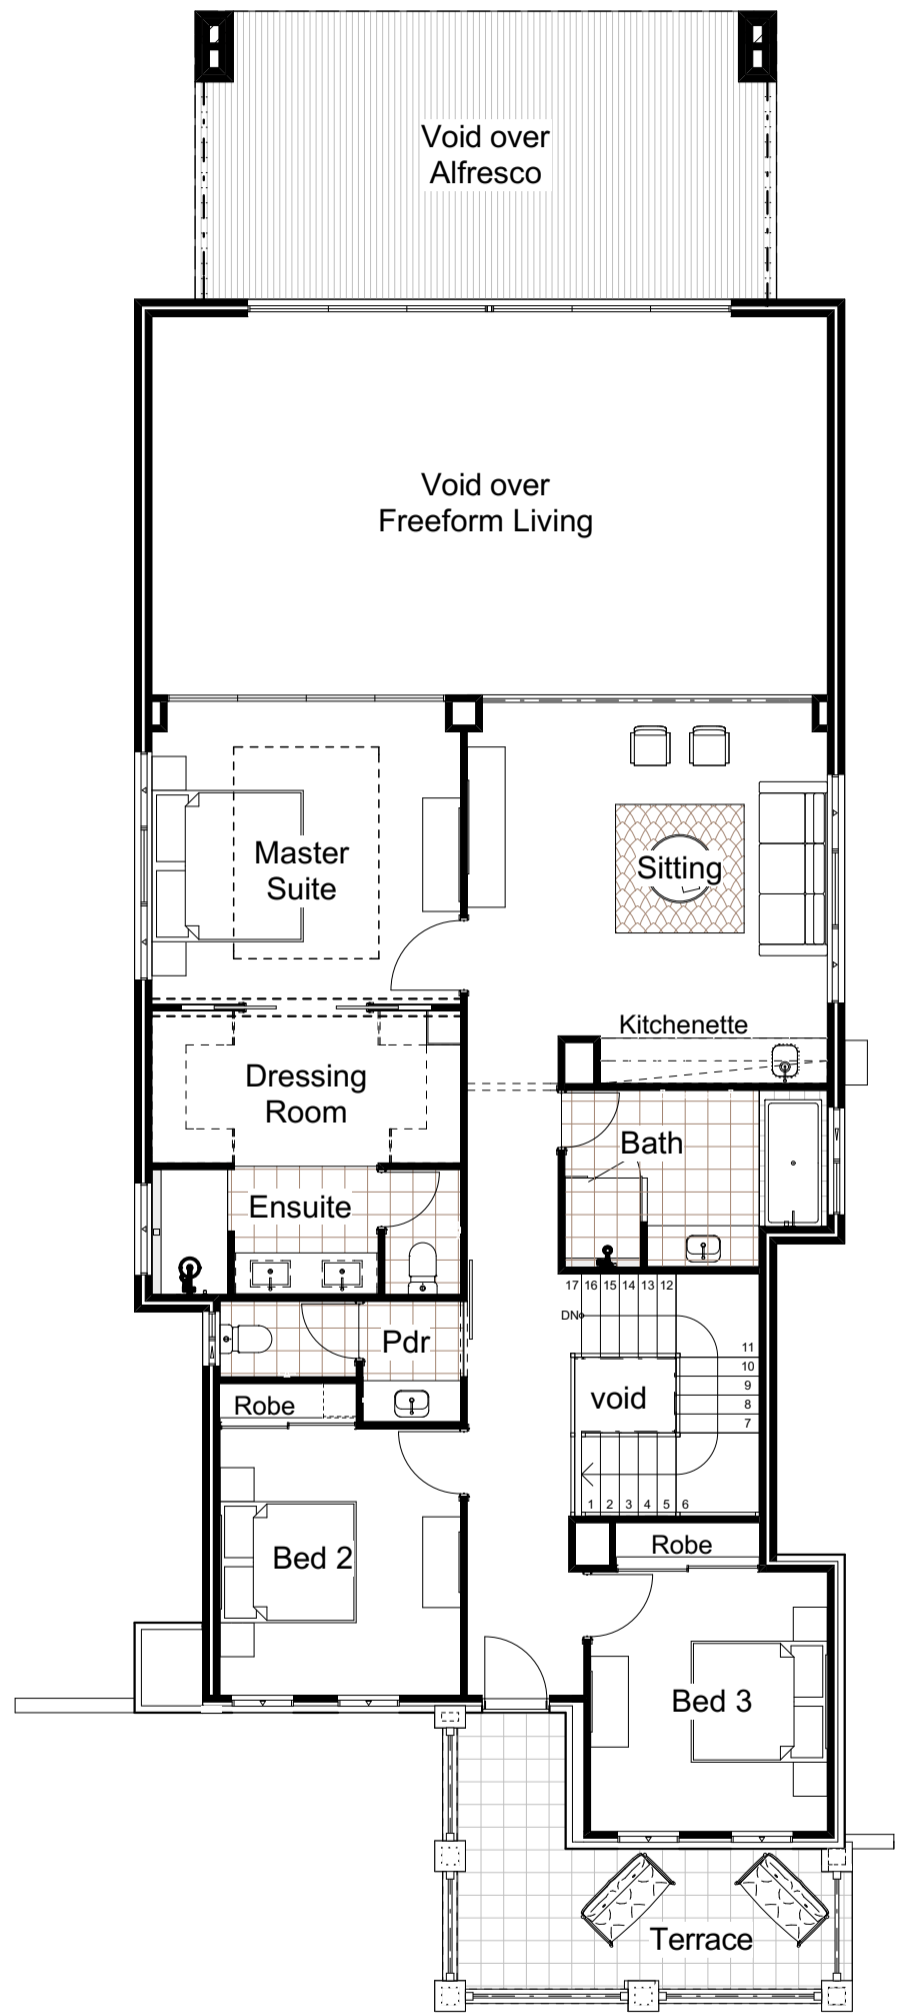 Void over
Alfresco
Void over
Freeform Living
Master
Suite
Sitting
Kitchenette
Dressing
Room
Bath
Ensuite
17 16 15 14 13 12
DN
Pdr
11
10
9
8
7
void
Robe
1 2 3 4 5 6
Robe
Bed 2
Bed 3
Terrace